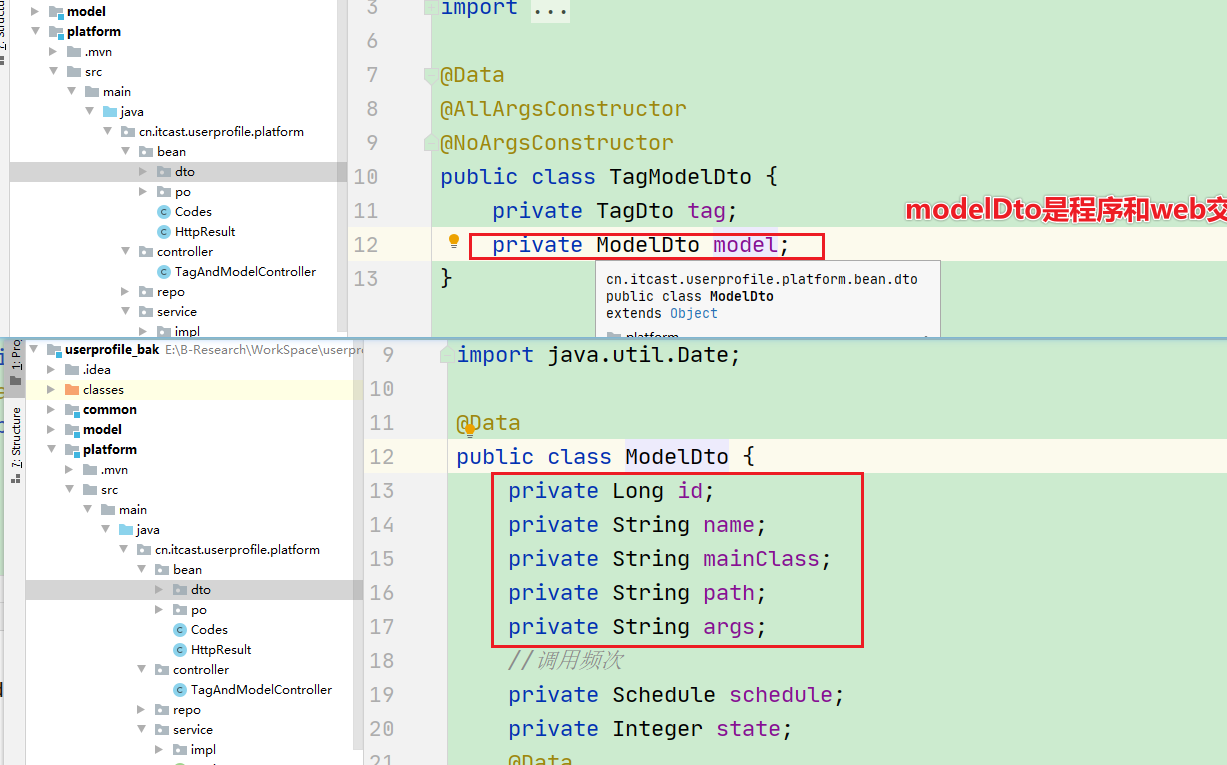 model
platform
.mvn
src
main
java
cn.itcast.userprofile.platform
bean
dto
po
Codes
HttpResult
controller
TagAndModelController
repo
service
impl
3 import ...
6
7 @Data
8 @AllArgsConstructor
9 @NoArgsConstructor
10 public class TagModelDto {
11 private TagDto tag;
modelDto是程序和web交
12 private ModelDto model;
13 }
cn.itcast.userprofile.platform.bean.dto
public class ModelDto
extends Object
platform
1: Pro
7: Structure
userprofile_bak E:\B-Research\WorkSpace\userpro
.idea
classes
common
model
platform
.mvn
src
main
java
cn.itcast.userprofile.platform
bean
dto
po
Codes
HttpResult
controller
TagAndModelController
repo
service
impl
9 import java.util.Date;
10
11 @Data
12 public class ModelDto {
13 private Long id;
14 private String name;
15 private String mainClass;
16 private String path;
17 private String args;
18 //调用频次
19 private Schedule schedule;
20 private Integer state;
21 @Data